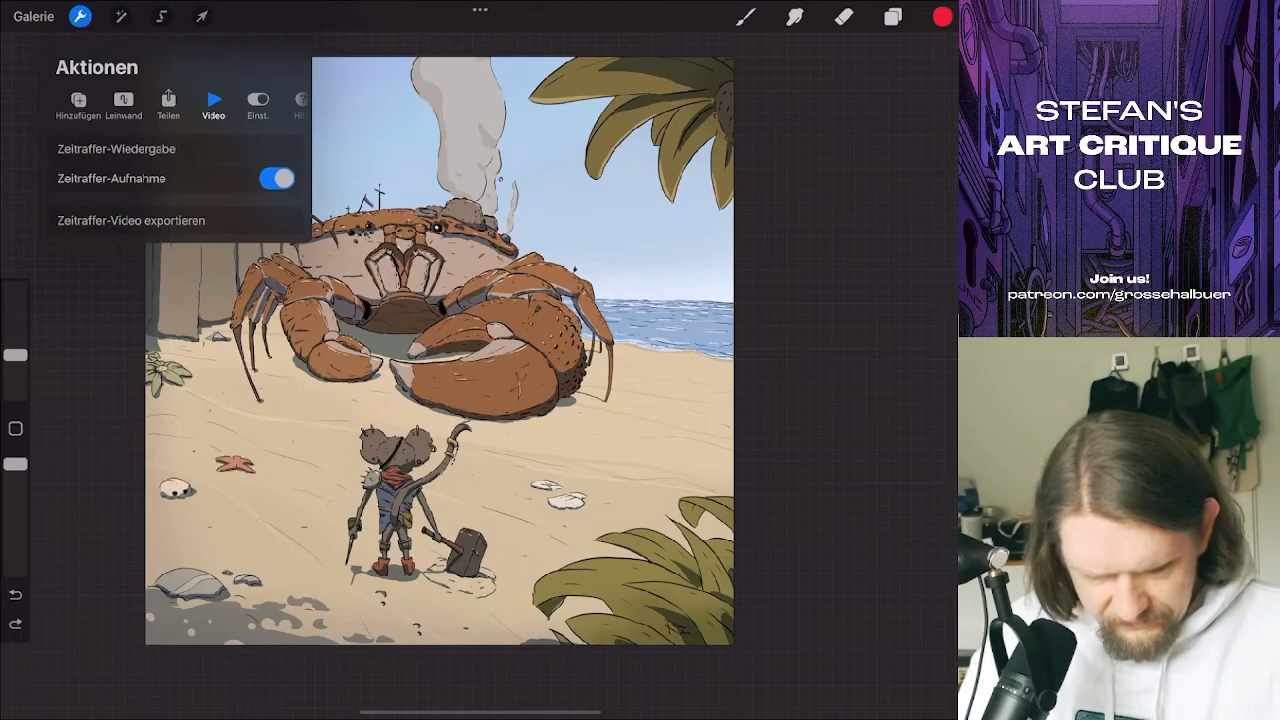 Galerie
Aktionen
Hinzufügen Leinwand Teilen Video Einst.
Zeitraffer-Wiedergabe
Zeitraffer-Aufnahme
Zeitraffer-Video exportieren
STEFAN'S
ART CRITIQUE
CLUB
Join us!
patreon.com/grossehalbuer